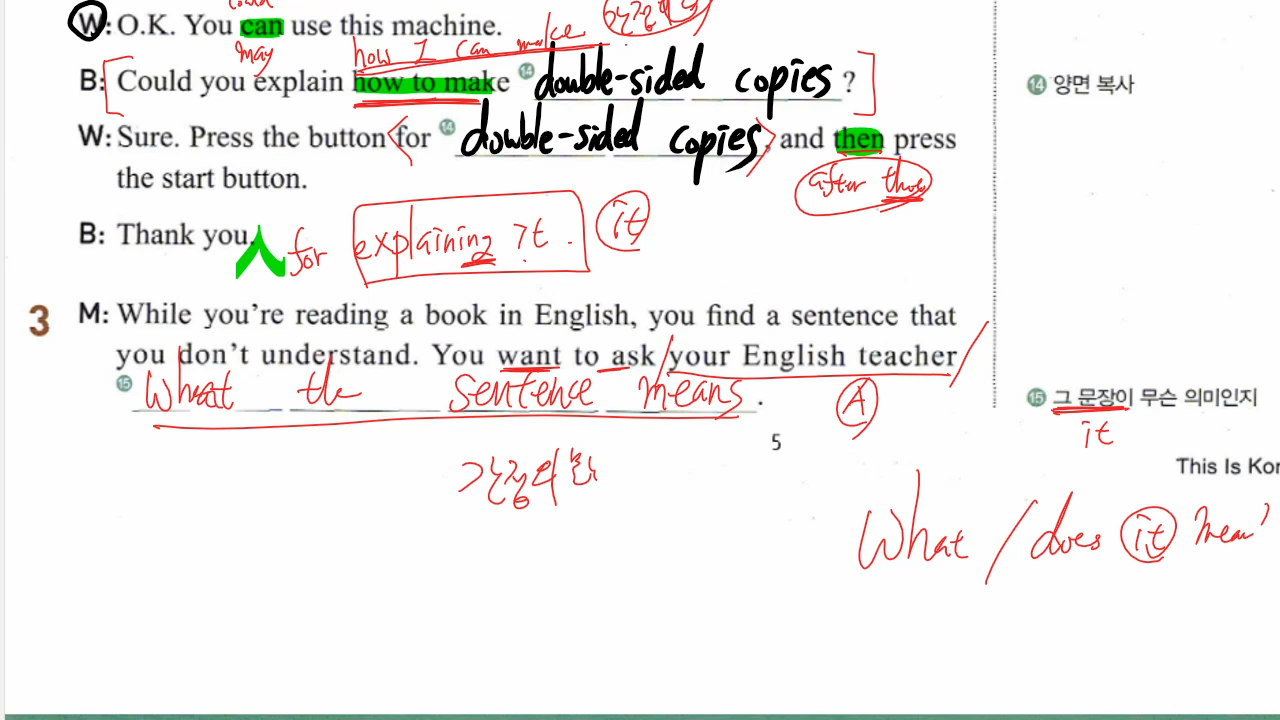 could
W: O.K. You can use this machine.
may
how I can make
B: Could you explain how to make ⑭ double-sided copies ?
⑭ 양면 복사
W: Sure. Press the button for ⑭ double-sided copies, and then press
the start button.
after that
B: Thank you. for explaining it. it
3 M: While you're reading a book in English, you find a sentence that
you don't understand. You want to ask your English teacher
⑮ What the sentence means.
A
⑮ 그 문장이 무슨 의미인지
it
5
간접의문
This Is Kor
What / does it mean?